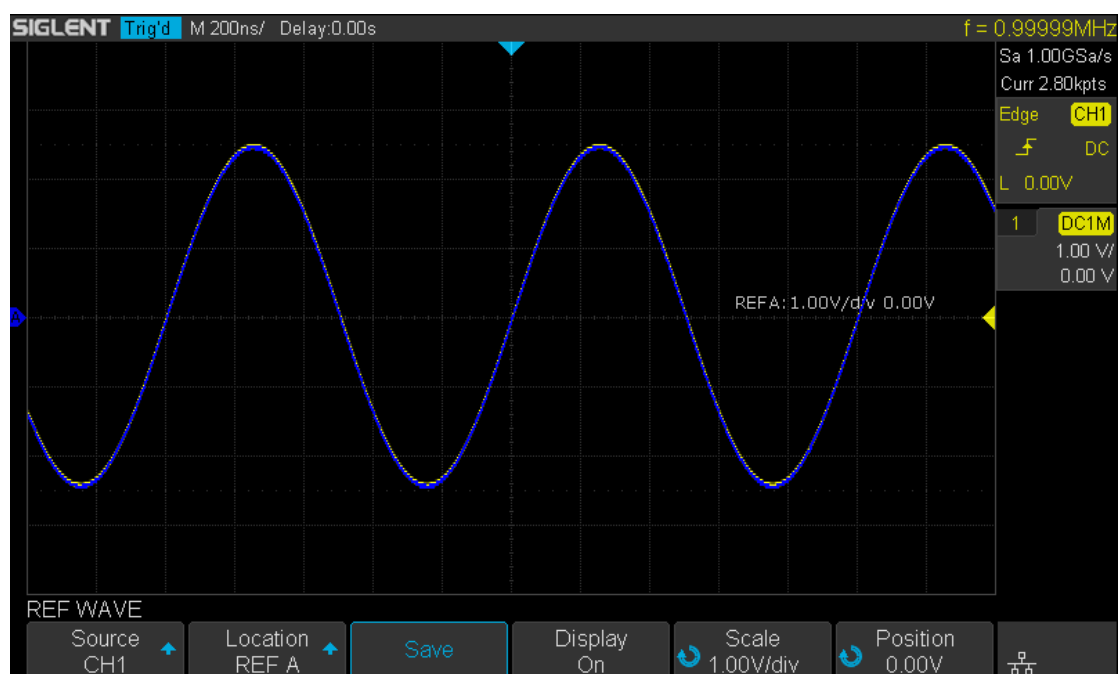 SIGLENT Trig'd M 200ns/ Delay:0.00s f = 0.99999MHz
Sa 1.00GSa/s
Curr 2.80kpts
Edge CH1
DC
L 0.00V
1 DC1M
1.00 V/
0.00 V
REFA:1.00V/div 0.00V
A
REF WAVE
Source
CH1
Location
REF A
Save
Display
On
Scale
1.00V/div
Position
0.00V